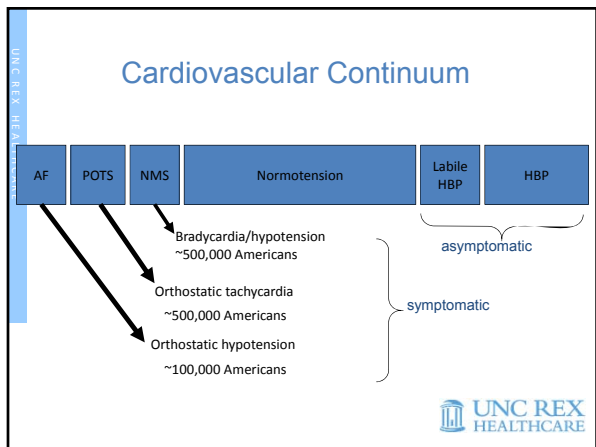 UNC REX HEALTHCARE
Cardiovascular Continuum
AF
POTS
NMS
Normotension
Labile
HBP
HBP
Bradycardia/hypotension
~500,000 Americans
asymptomatic
Orthostatic tachycardia
~500,000 Americans
symptomatic
Orthostatic hypotension
~100,000 Americans
UNC REX
HEALTHCARE